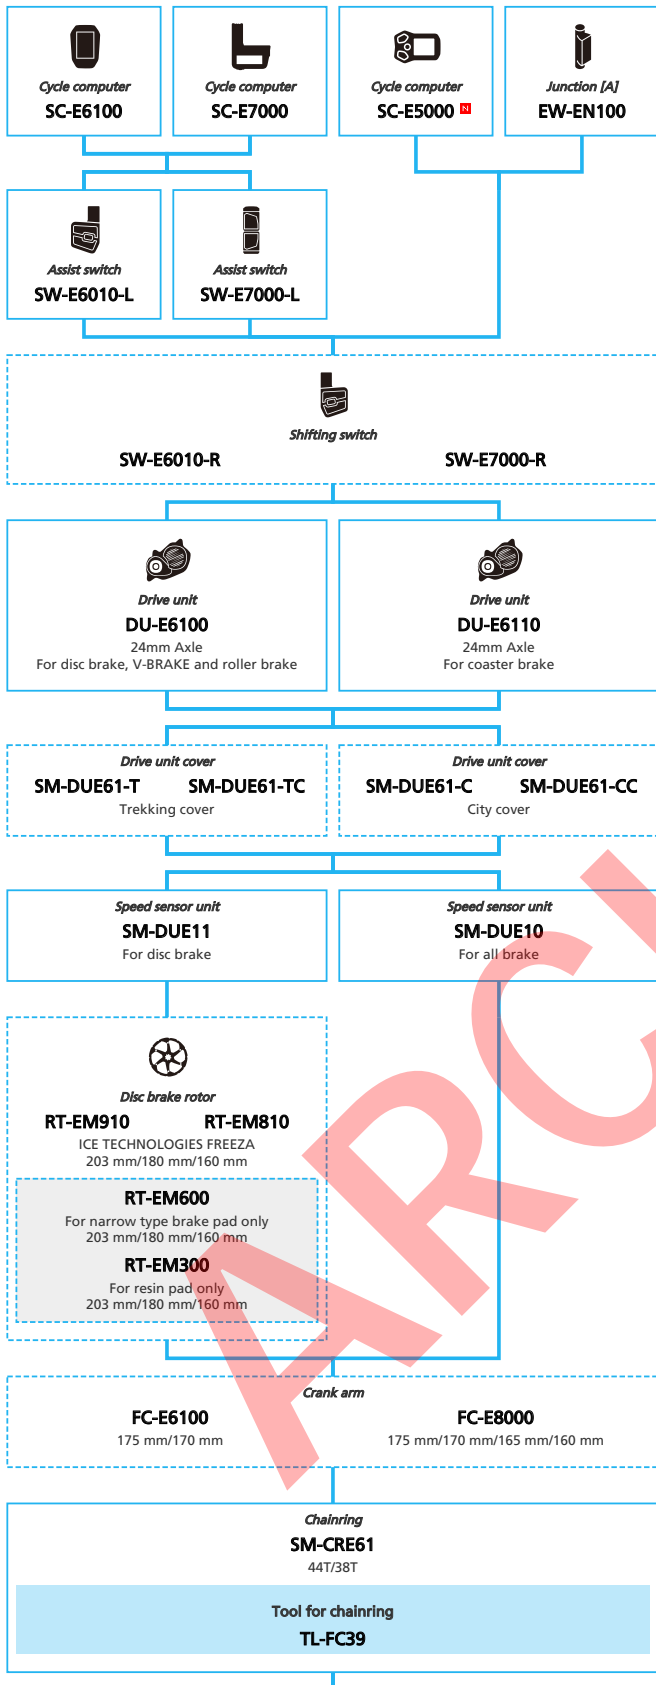 Cycle computer
SC-E6100
Cycle computer
SC-E7000
Cycle computer
SC-E5000 N
Junction [A]
EW-EN100
Assist switch
SW-E6010-L
Assist switch
SW-E7000-L
Shifting switch
SW-E6010-R
SW-E7000-R
Drive unit
DU-E6100
24mm Axle
For disc brake, V-BRAKE and roller brake
Drive unit
DU-E6110
24mm Axle
For coaster brake
Drive unit cover
SM-DUE61-T SM-DUE61-TC
Trekking cover
Drive unit cover
SM-DUE61-C SM-DUE61-CC
City cover
Speed sensor unit
SM-DUE11
For disc brake
Speed sensor unit
SM-DUE10
For all brake
Disc brake rotor
RT-EM910 RT-EM810
ICE TECHNOLOGIES FREEZA
203 mm/180 mm/160 mm
RT-EM600
For narrow type brake pad only
203 mm/180 mm/160 mm
RT-EM300
For resin pad only
203 mm/180 mm/160 mm
Crank arm
FC-E6100
175 mm/170 mm
FC-E8000
175 mm/170 mm/165 mm/160 mm
Chainring
SM-CRE61
44T/38T
Tool for chainring
TL-FC39
ARC